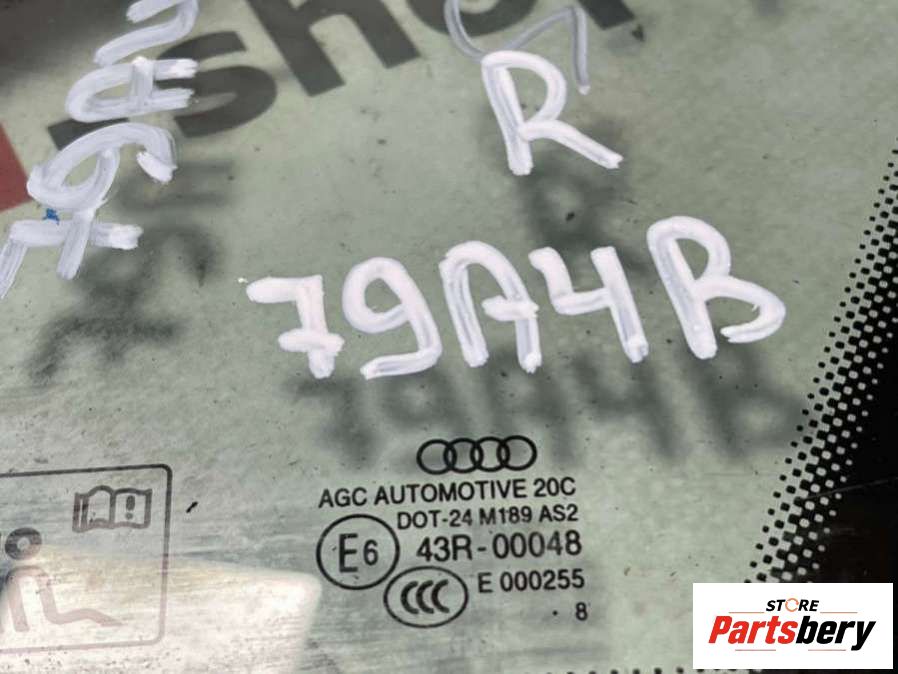 R
79A4B
AGC AUTOMOTIVE 20C
DOT-24 M189 AS2
E6 43R-00048
CCC E 000255
. 8
STORE
Partsbery